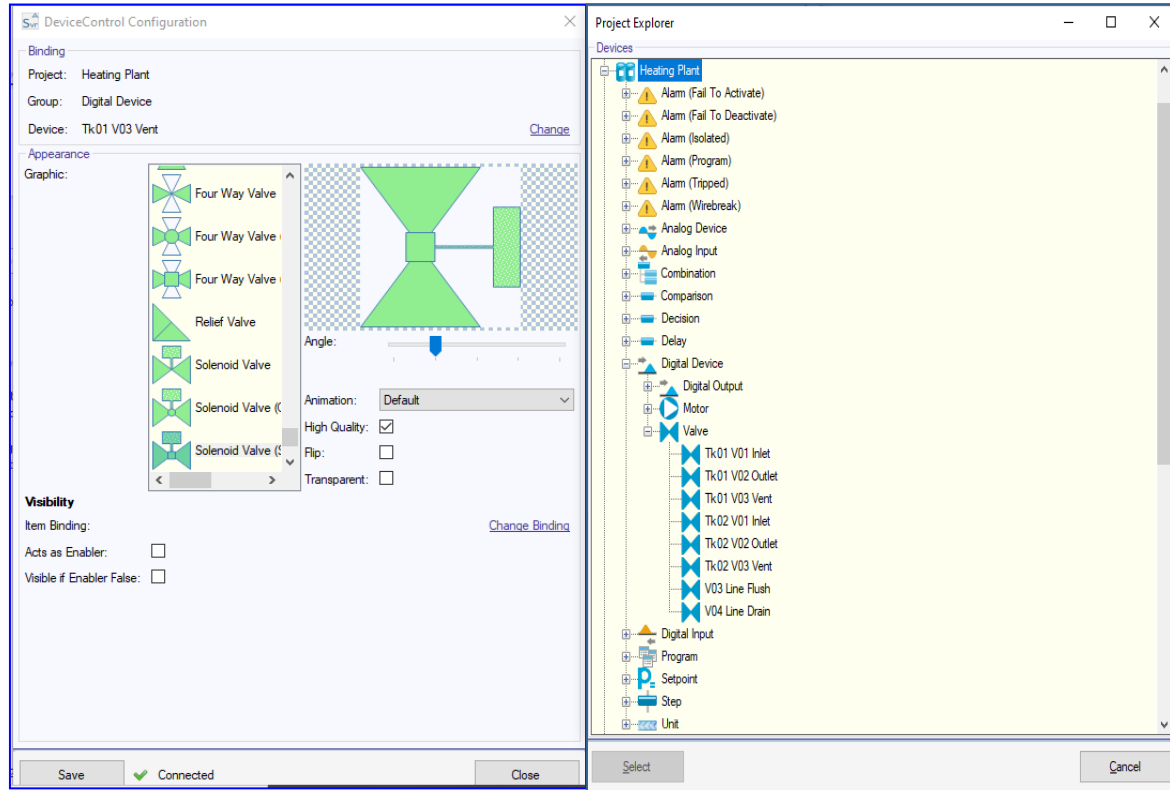 Svr DeviceControl Configuration
Binding
Project: Heating Plant
Group: Digital Device
Device: Tk01 V03 Vent Change
Appearance
Graphic:
Four Way Valve
Four Way Valve
Four Way Valve
Relief Valve
Solenoid Valve
Solenoid Valve (
Solenoid Valve (S
Angle:
Animation: Default
High Quality:
Flip:
Transparent:
Visibility
Item Binding: Change Binding
Acts as Enabler:
Visible if Enabler False:
Save Connected Close
Project Explorer
Devices
Heating Plant
Alarm (Fail To Activate)
Alarm (Fail To Deactivate)
Alarm (Isolated)
Alarm (Program)
Alarm (Tripped)
Alarm (Wirebreak)
Analog Device
Analog Input
Combination
Comparison
Decision
Delay
Digital Device
Digital Output
Motor
Valve
Tk01 V01 Inlet
Tk01 V02 Outlet
Tk01 V03 Vent
Tk02 V01 Inlet
Tk02 V02 Outlet
Tk02 V03 Vent
V03 Line Flush
V04 Line Drain
Digital Input
Program
Setpoint
Step
Unit
Select Cancel